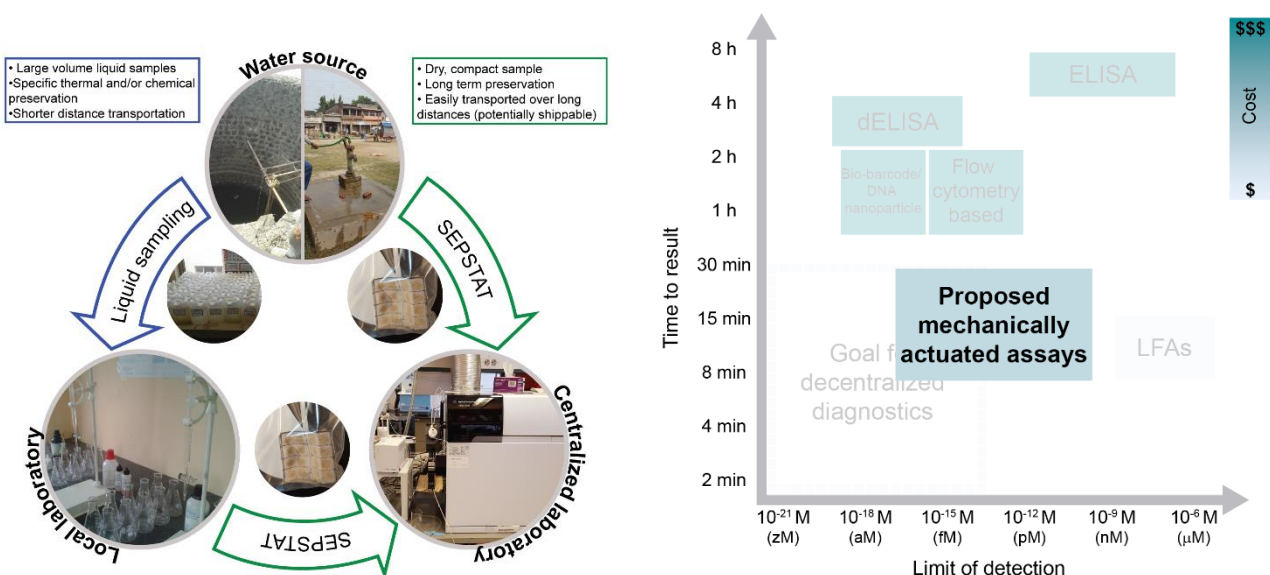 Water source
• Large volume liquid samples
•Specific thermal and/or chemical
preservation
• Shorter distance transportation
• Dry, compact sample
• Long term preservation
• Easily transported over long
distances (potentially shippable)
Liquid sampling
SEPSTAT
Local laboratory
SEPSTAT
Centralized laboratory
Time to result
8 h
4 h
2 h
1 h
30 min
15 min
8 min
4 min
2 min
ELISA
dELISA
Bio-barcode/
DNA
nanoparticle
Flow
cytometry
based
Proposed
mechanically
actuated assays
LFAs
Goal
decentralized
diagnostics
$$$
Cost
$
10⁻²¹ M
(zM)
10⁻¹⁸ M
(aM)
10⁻¹⁵ M
(fM)
10⁻¹² M
(pM)
10⁻⁹ M
(nM)
10⁻⁶ M
(μM)
Limit of detection